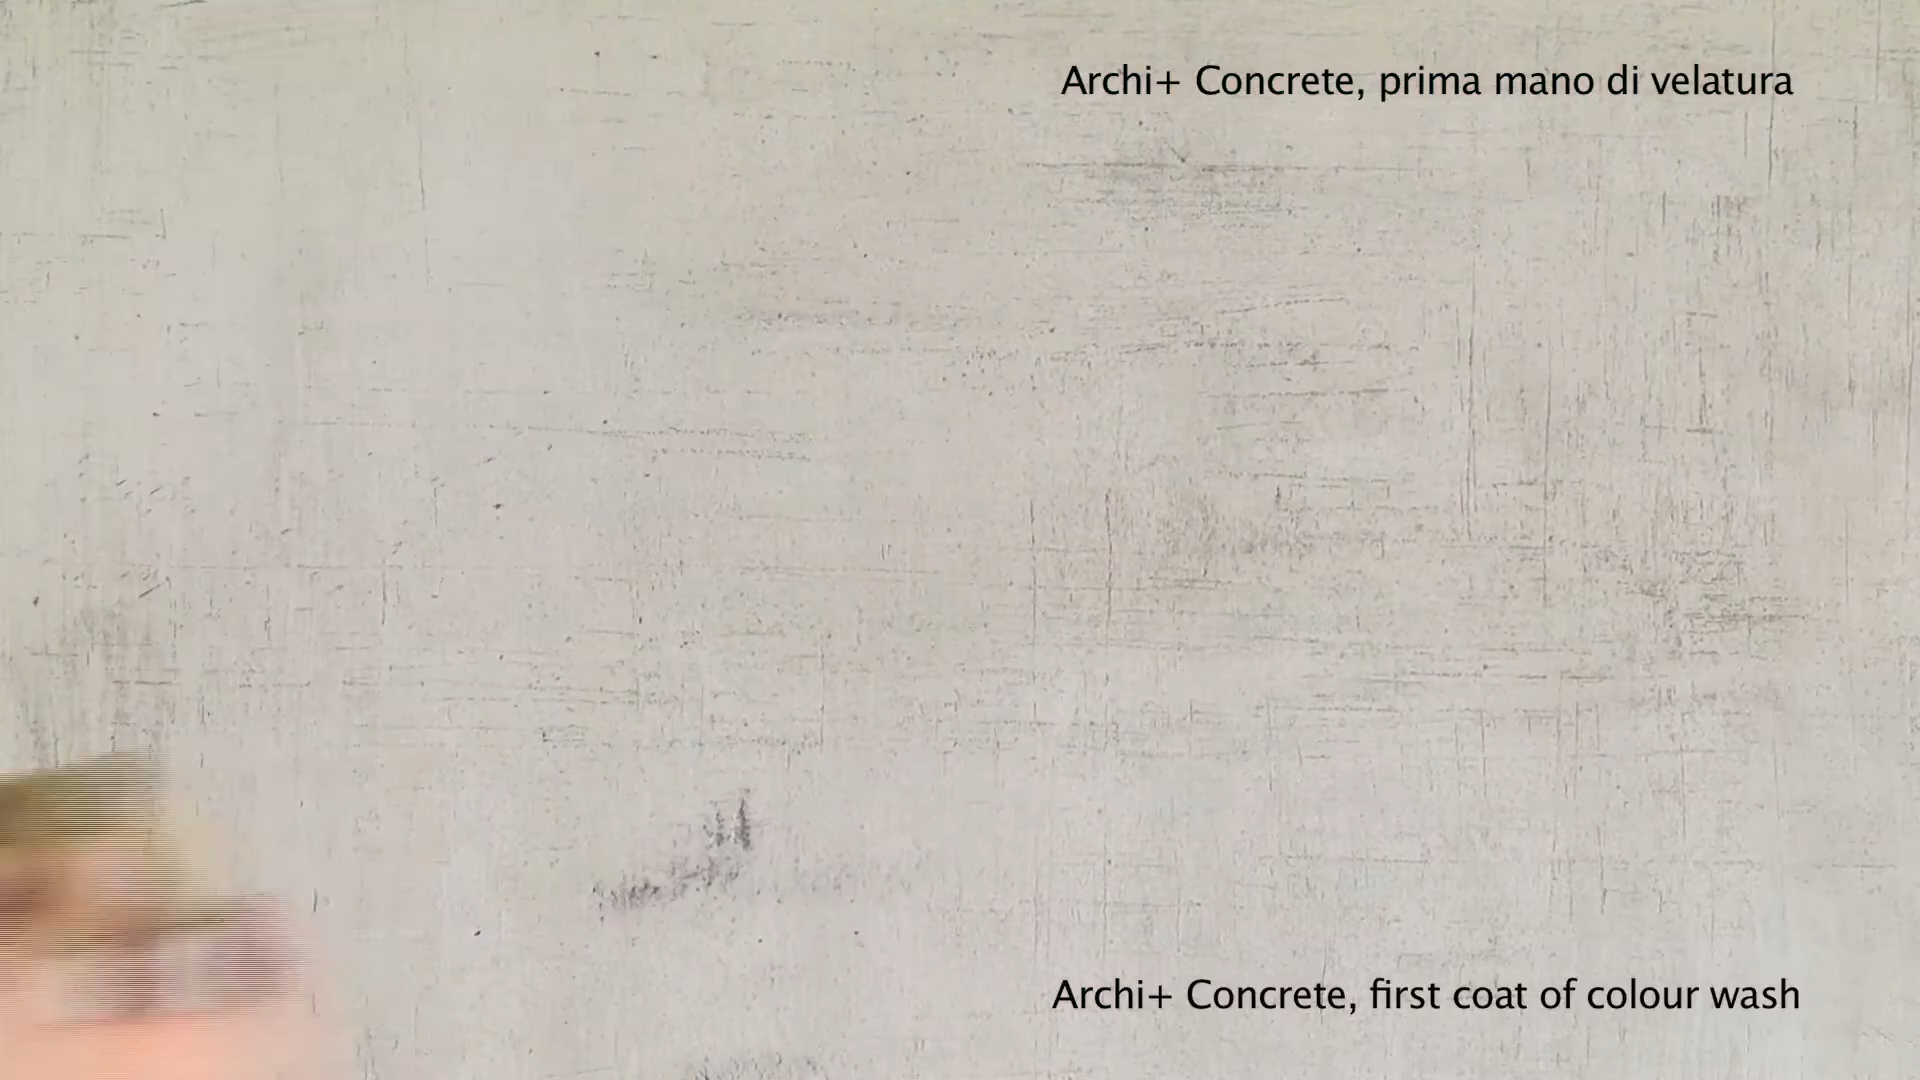 Archi+ Concrete, prima mano di velatura
Archi+ Concrete, first coat of colour wash